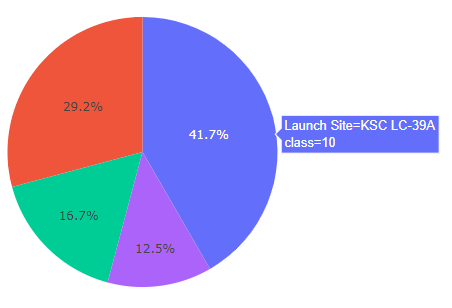 29.2%
41.7%
Launch Site=KSC LC-39A
class=10
16.7%
12.5%